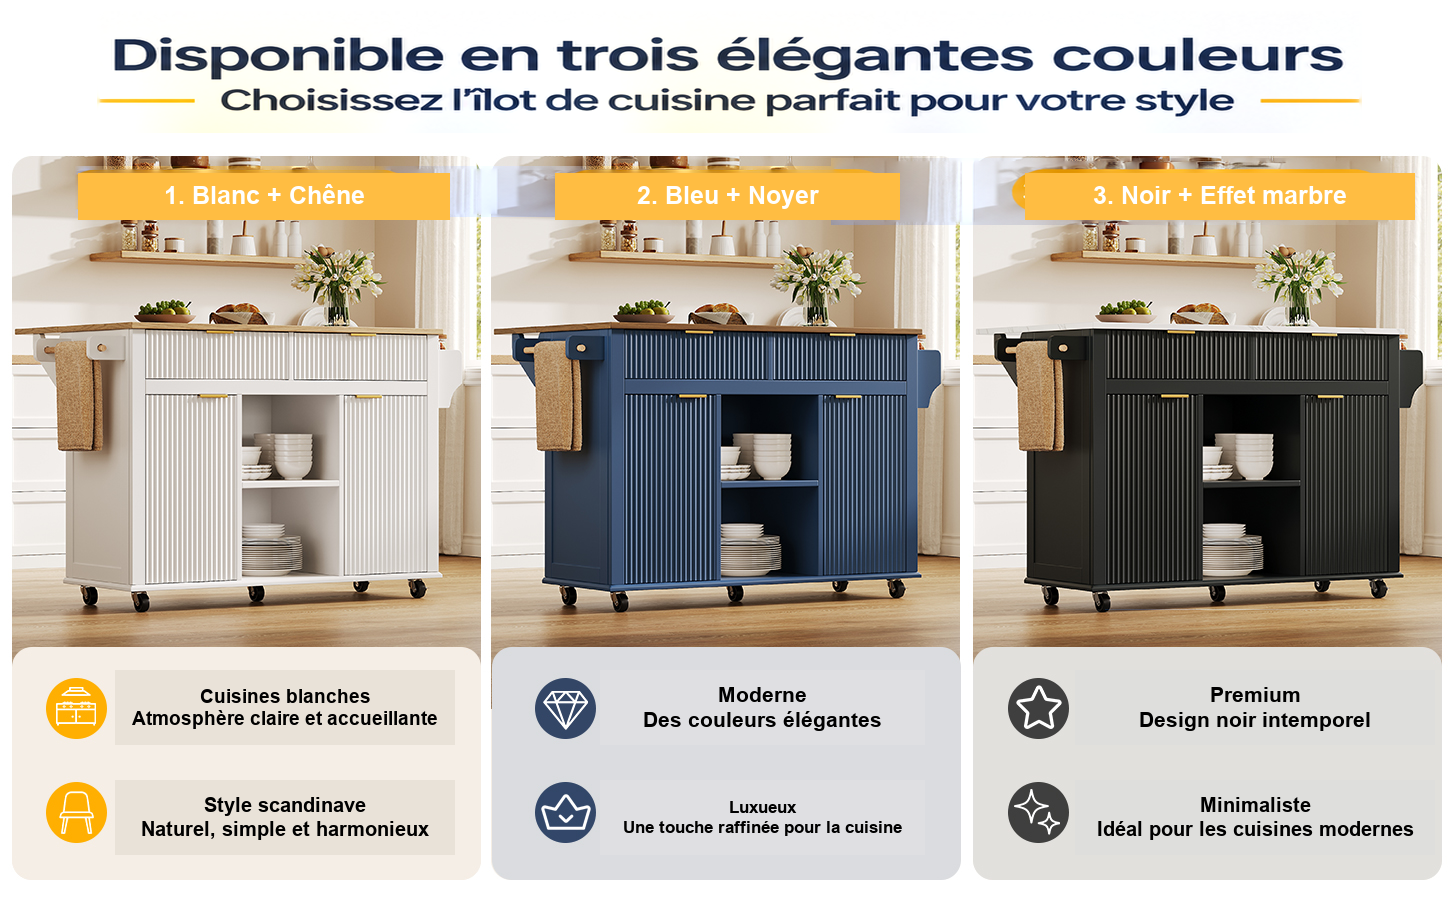 Disponible en trois élégantes couleurs
Choisissez l'îlot de cuisine parfait pour votre style
1. Blanc + Chêne
2. Bleu + Noyer
3. Noir + Effet marbre
Cuisines blanches
Atmosphère claire et accueillante
Style scandinave
Naturel, simple et harmonieux
Moderne
Des couleurs élégantes
Luxueux
Une touche raffinée pour la cuisine
Premium
Design noir intemporel
Minimaliste
Idéal pour les cuisines modernes